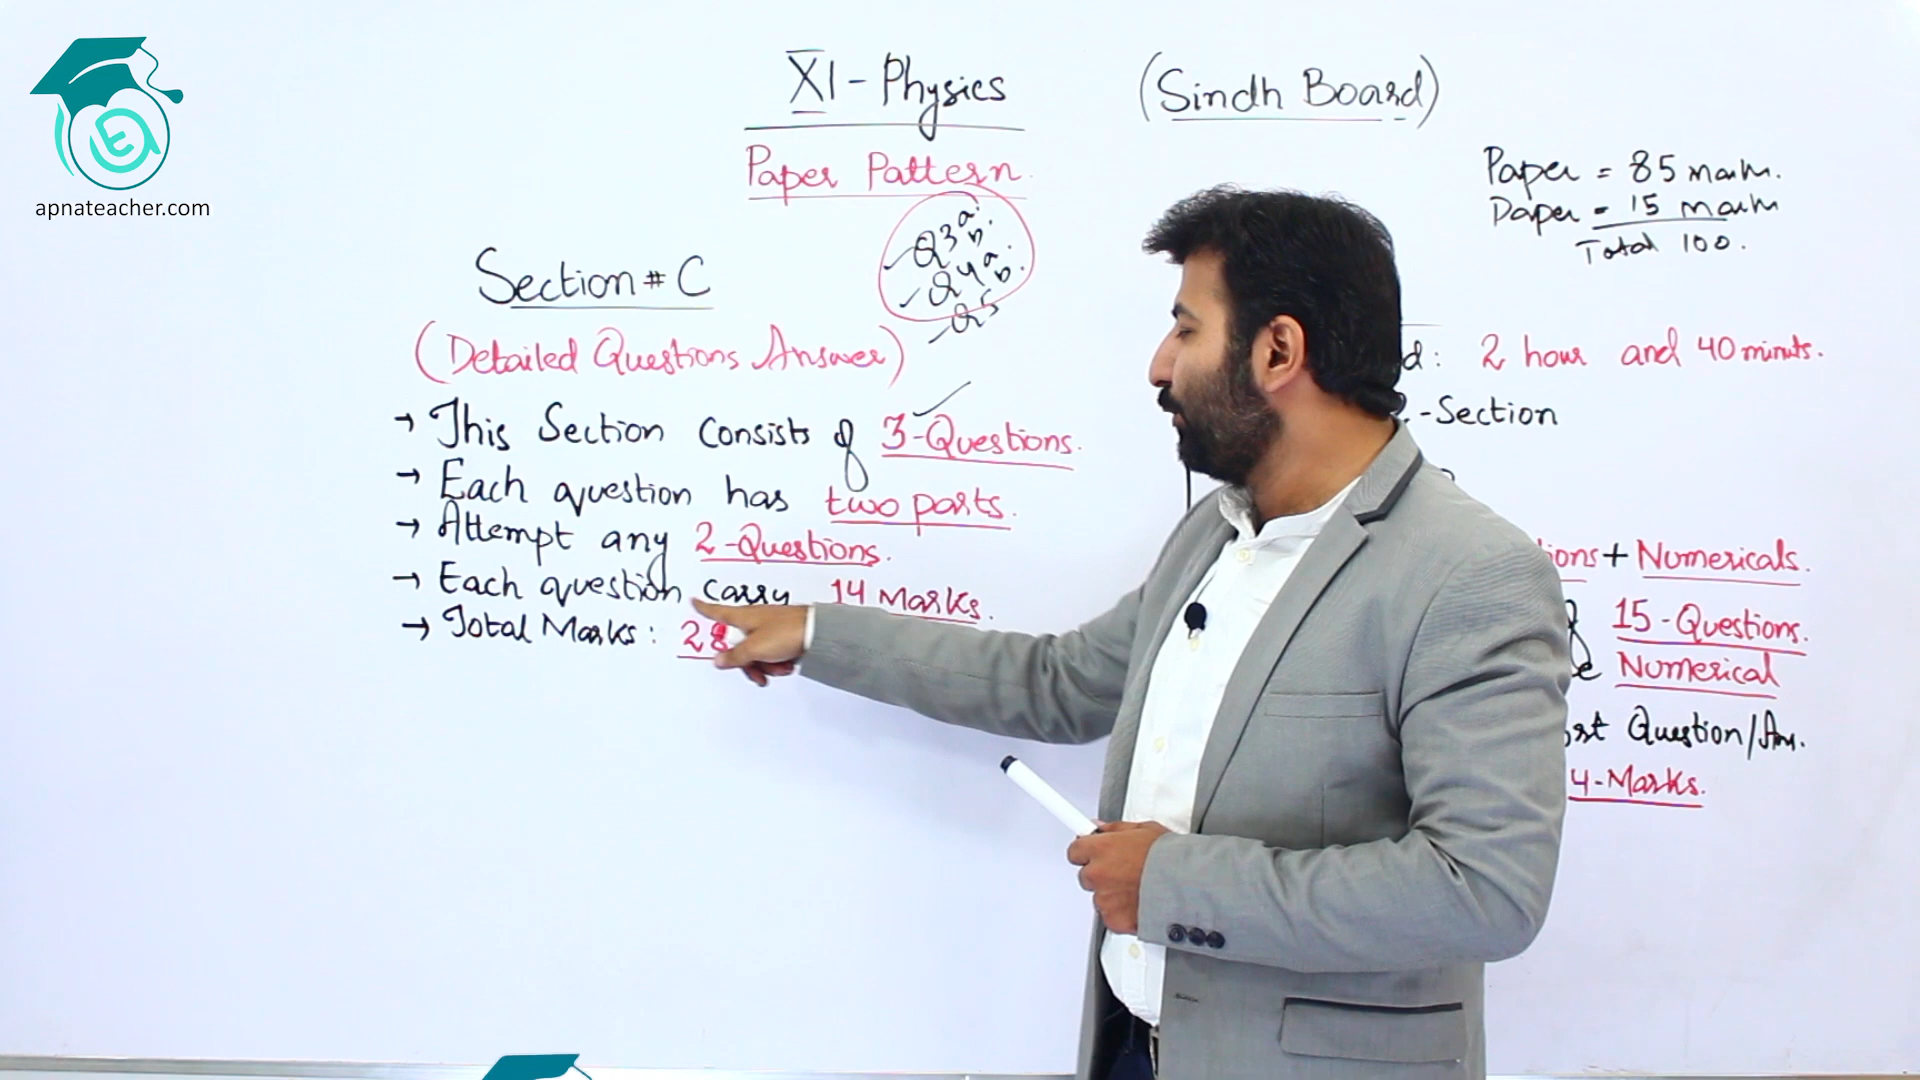 apnateacher.com
XI - Physics
(Sindh Board)
Paper Pattern.
Paper = 85 marks.
Paper = 15 marks
Total 100.
Q3 a. b.
Q4 a. b.
Q5
Section # C
(Detailed Questions Answer)
→ This Section Consists of 3-Questions.
→ Each question has two parts.
→ Attempt any 2-Questions.
→ Each question carry 14 Marks.
→ Total Marks: 28
d: 2 hour and 40 minuts.
-Section
ions + Numericals.
15-Questions.
Numerical
Question/Ans.
4-Marks.